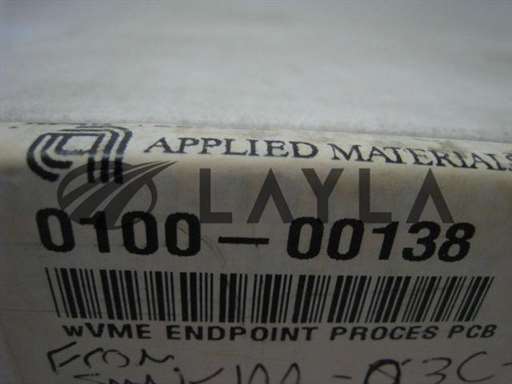 APPLIED MATERIALS
LAYLA
0100-00138
wVME ENDPOINT PROCES PCB
From